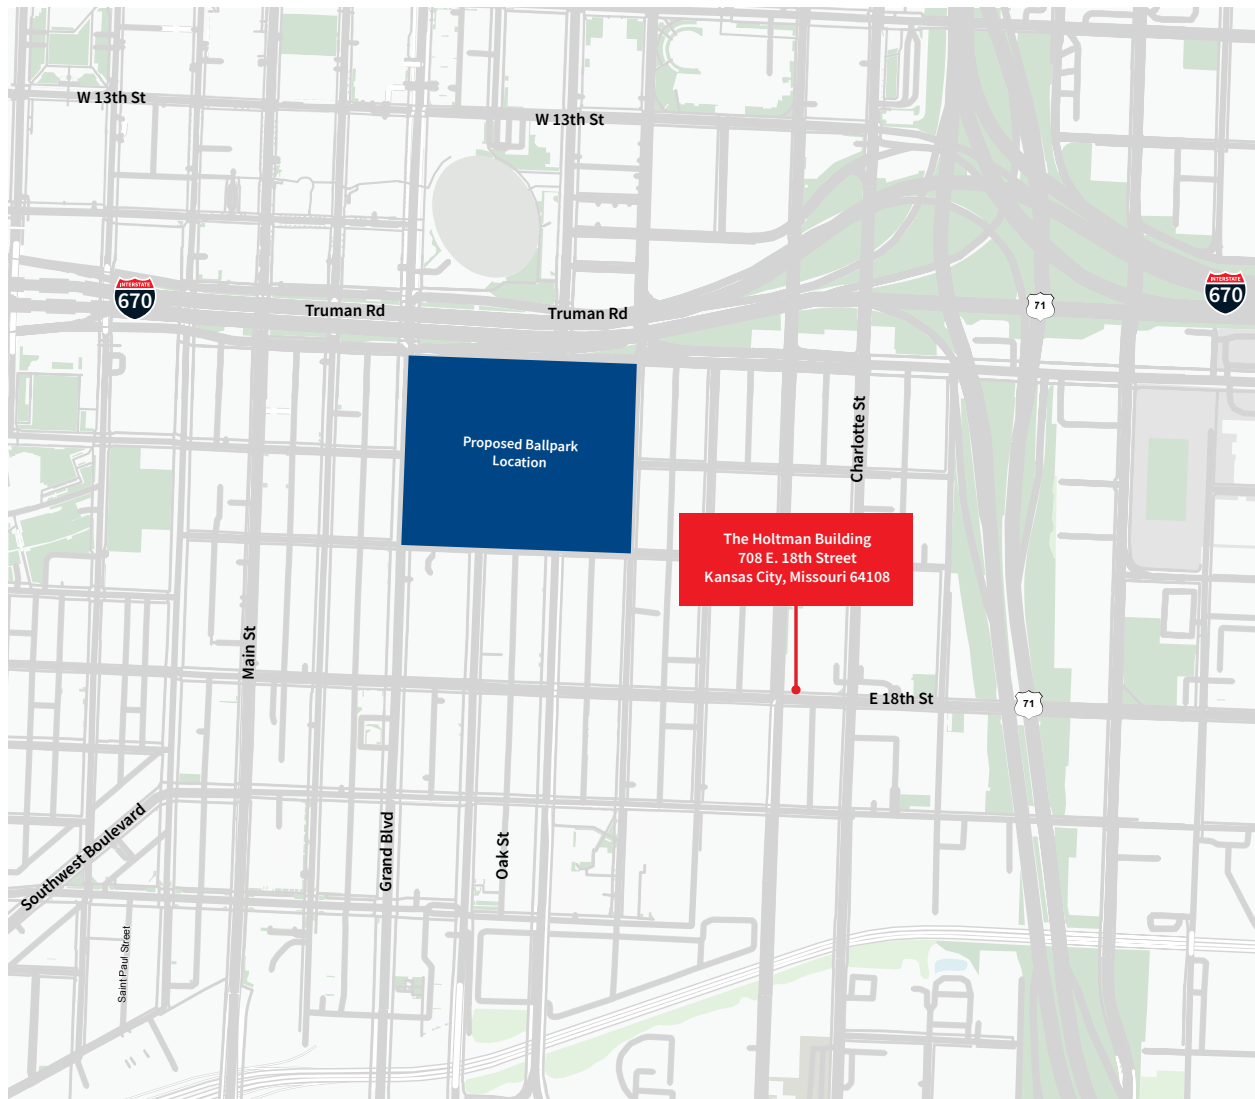 W 13th St
W 13th St
INTERSTATE
670
INTERSTATE
670
71
Truman Rd
Truman Rd
Charlotte St
Proposed Ballpark
Location
The Holtman Building
708 E. 18th Street
Kansas City, Missouri 64108
Main St
E 18th St
71
Southwest Boulevard
Grand Blvd
Oak St
Saint Paul Street